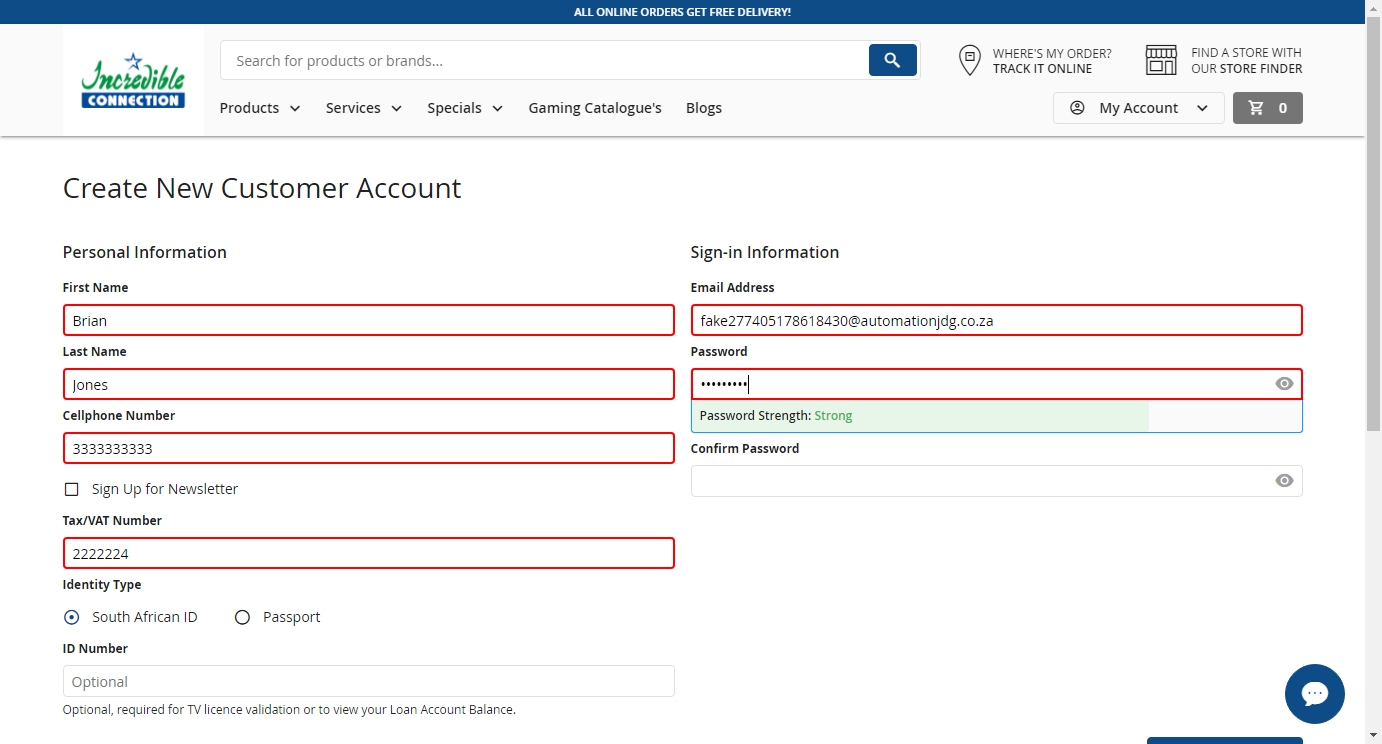 ALL ONLINE ORDERS GET FREE DELIVERY!
Incredible
CONNECTION
Search for products or brands...
WHERE'S MY ORDER?
TRACK IT ONLINE
FIND A STORE WITH
OUR STORE FINDER
Products
Services
Specials
Gaming Catalogue's
Blogs
My Account
0
Create New Customer Account
Personal Information
First Name
Brian
Last Name
Jones
Cellphone Number
3333333333
Sign Up for Newsletter
Tax/VAT Number
2222224
Identity Type
South African ID
Passport
ID Number
Optional
Optional, required for TV licence validation or to view your Loan Account Balance.
Sign-in Information
Email Address
fake277405178618430@automationjdg.co.za
Password
•••••••••
Password Strength: Strong
Confirm Password